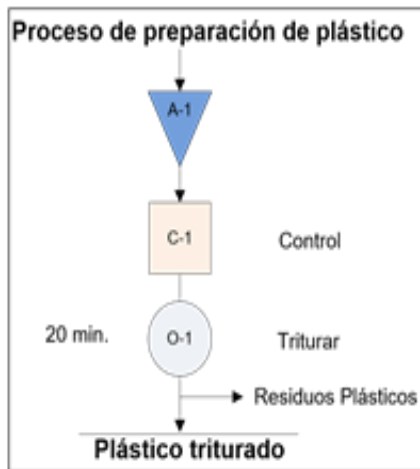 Proceso de preparación de plástico
A-1
C-1
Control
20 min.
O-1
Triturar
Residuos Plásticos
Plástico triturado